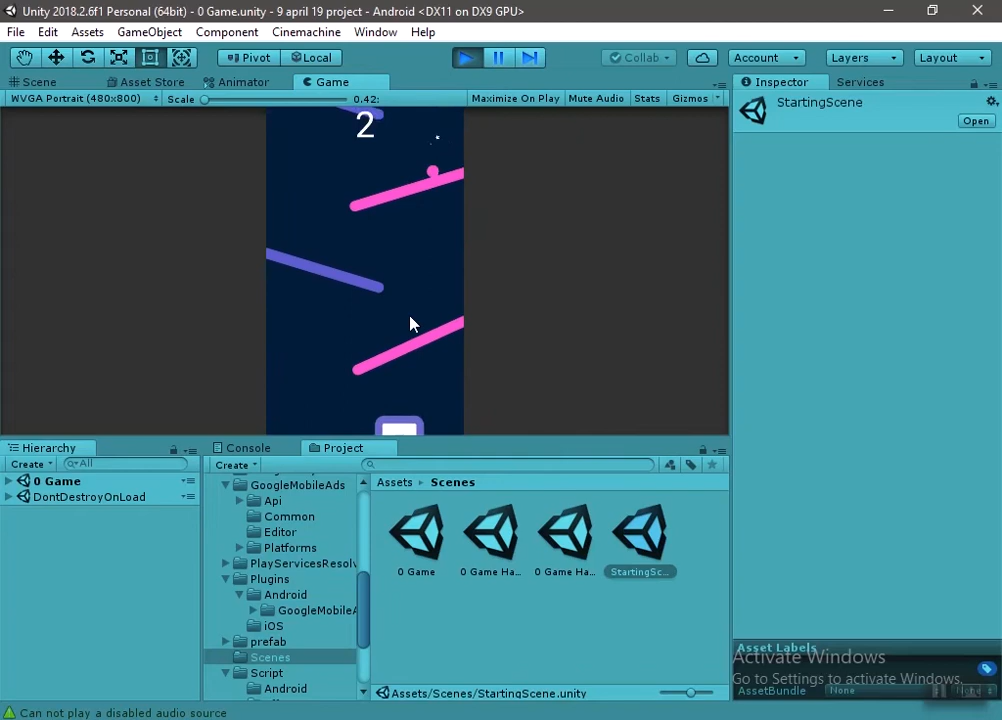 Unity 2018.2.6f1 Personal (64bit) - 0 Game.unity - 9 april 19 project - Android <DX11 on DX9 GPU>
File Edit Assets GameObject Component Cinemachine Window Help
Pivot Local Collab Account Layers Layout
Scene Asset Store Animator Game Inspector Services
WVGA Portrait (480x800) Scale 0.42: Maximize On Play Mute Audio Stats Gizmos
StartingScene
Open
2
Hierarchy Console Project
Create All Create
0 Game
DontDestroyOnLoad
GoogleMobileAds
Api
Common
Editor
Platforms
PlayServicesResolv
Plugins
Android
GoogleMobileA
iOS
prefab
Scenes
Script
Android
Assets Scenes
0 Game 0 Game Ha... 0 Game Ha... StartingSc...
Assets/Scenes/StartingScene.unity
Asset Labels
Activate Windows
Go to Settings to activate Windows.
AssetBundle None None
Can not play a disabled audio source